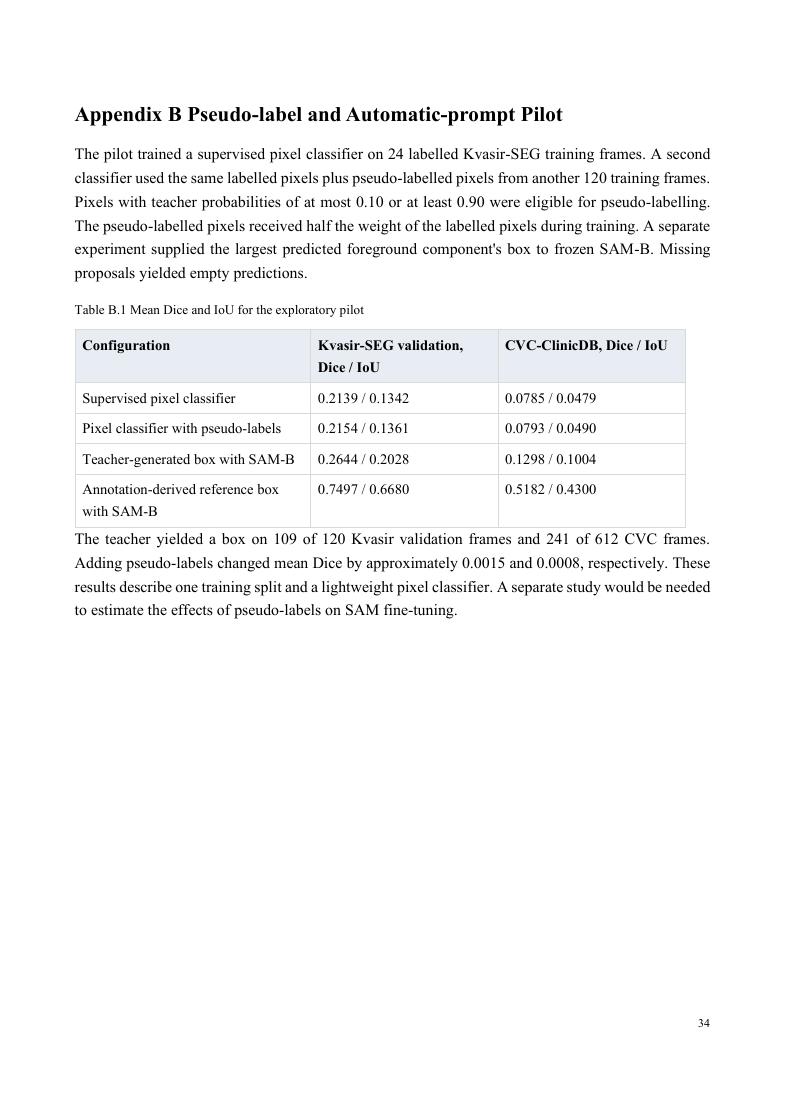 Appendix B Pseudo-label and Automatic-prompt Pilot
The pilot trained a supervised pixel classifier on 24 labelled Kvasir-SEG training frames. A second
classifier used the same labelled pixels plus pseudo-labelled pixels from another 120 training frames.
Pixels with teacher probabilities of at most 0.10 or at least 0.90 were eligible for pseudo-labelling.
The pseudo-labelled pixels received half the weight of the labelled pixels during training. A separate
experiment supplied the largest predicted foreground component's box to frozen SAM-B. Missing
proposals yielded empty predictions.
Table B.1 Mean Dice and IoU for the exploratory pilot
Configuration
Kvasir-SEG validation,
Dice / IoU
CVC-ClinicDB, Dice / IoU
Supervised pixel classifier
0.2139 / 0.1342
0.0785 / 0.0479
Pixel classifier with pseudo-labels
0.2154 / 0.1361
0.0793 / 0.0490
Teacher-generated box with SAM-B
0.2644 / 0.2028
0.1298 / 0.1004
Annotation-derived reference box
with SAM-B
0.7497 / 0.6680
0.5182 / 0.4300
The teacher yielded a box on 109 of 120 Kvasir validation frames and 241 of 612 CVC frames.
Adding pseudo-labels changed mean Dice by approximately 0.0015 and 0.0008, respectively. These
results describe one training split and a lightweight pixel classifier. A separate study would be needed
to estimate the effects of pseudo-labels on SAM fine-tuning.
34